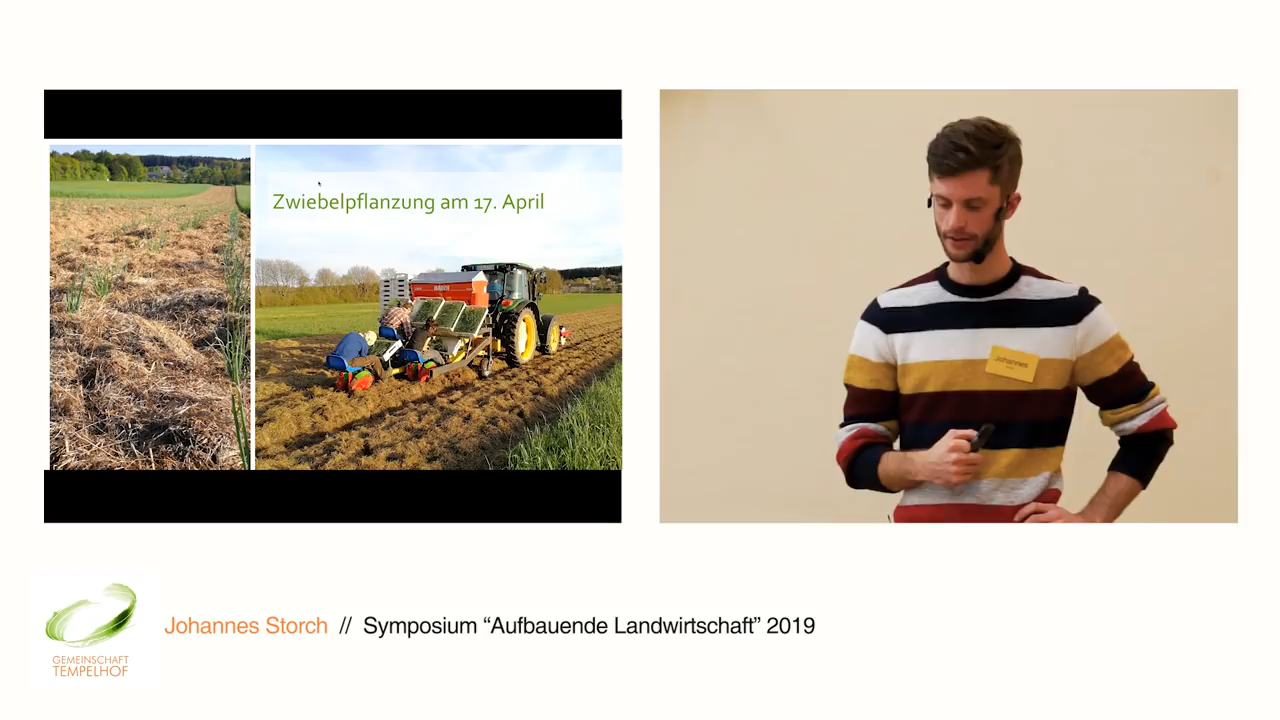 Zwiebelpflanzung am 17. April
Johannes
GEMEINSCHAFT
TEMPELHOF
Johannes Storch // Symposium “Aufbauende Landwirtschaft” 2019